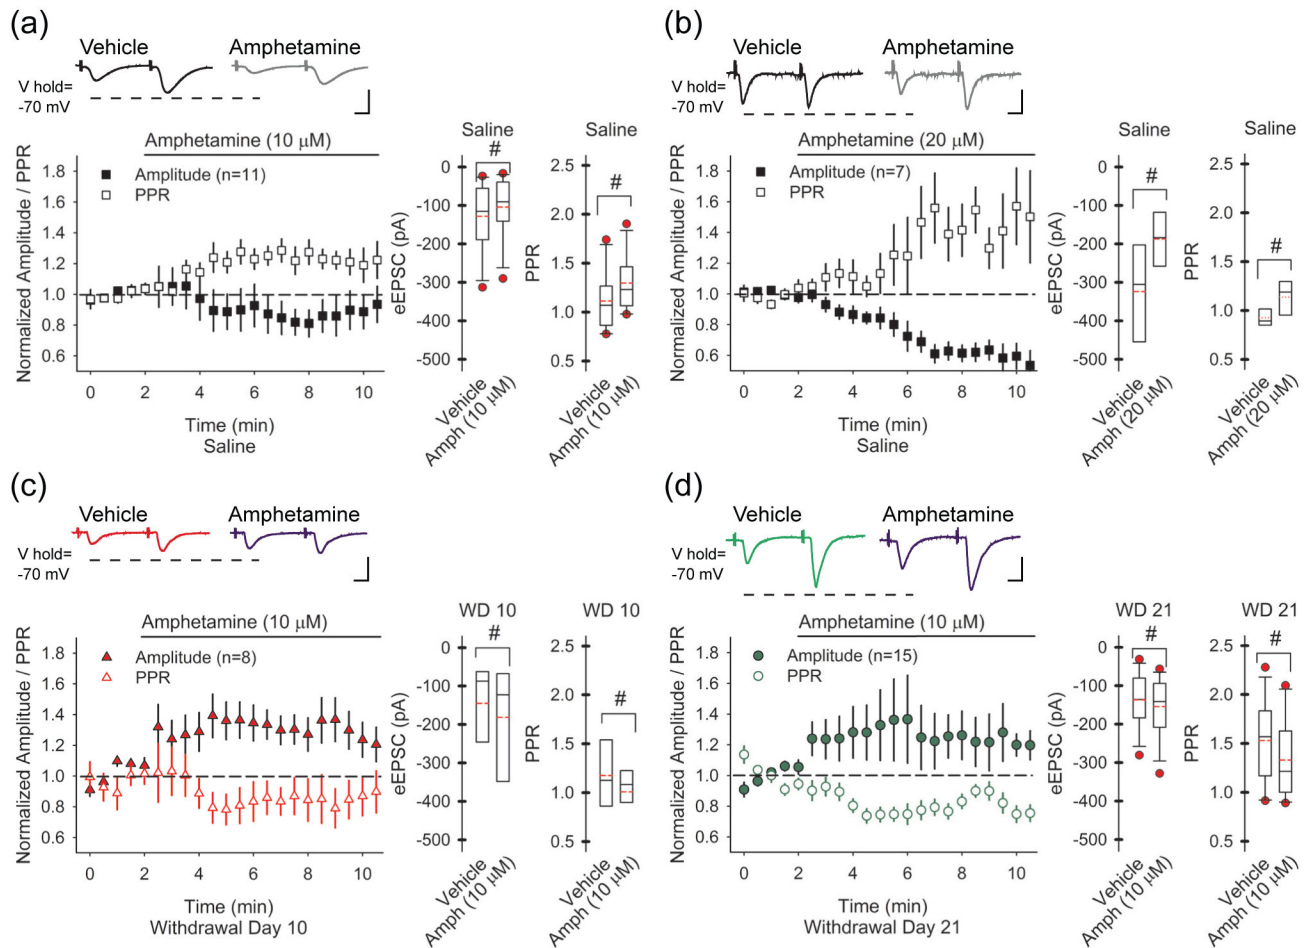 (a)
Vehicle
Amphetamine
V hold=
-70 mV
Amphetamine (10 μM)
Amplitude (n=11)
PPR
Normalized Amplitude / PPR
1.8
1.6
1.4
1.2
1.0
0.8
0.6
0
2
4
6
8
10
Time (min)
Saline
Saline
#
eEPSC (pA)
0
-100
-200
-300
-400
-500
Vehicle
Amph (10 μM)
Saline
#
PPR
2.5
2.0
1.5
1.0
0.5
Vehicle
Amph (10 μM)
(b)
Vehicle
Amphetamine
V hold=
-70 mV
Amphetamine (20 μM)
Amplitude (n=7)
PPR
Normalized Amplitude / PPR
1.8
1.6
1.4
1.2
1.0
0.8
0.6
0
2
4
6
8
10
Time (min)
Saline
Saline
#
eEPSC (pA)
0
-100
-200
-300
-400
-500
Vehicle
Amph (20 μM)
Saline
#
PPR
2.5
2.0
1.5
1.0
0.5
Vehicle
Amph (20 μM)
(c)
Vehicle
Amphetamine
V hold=
-70 mV
Amphetamine (10 μM)
Amplitude (n=8)
PPR
Normalized Amplitude / PPR
1.8
1.6
1.4
1.2
1.0
0.8
0.6
0
2
4
6
8
10
Time (min)
Withdrawal Day 10
WD 10
#
eEPSC (pA)
0
-100
-200
-300
-400
-500
Vehicle
Amph (10 μM)
WD 10
#
PPR
2.5
2.0
1.5
1.0
0.5
Vehicle
Amph (10 μM)
(d)
Vehicle
Amphetamine
V hold=
-70 mV
Amphetamine (10 μM)
Amplitude (n=15)
PPR
Normalized Amplitude / PPR
1.8
1.6
1.4
1.2
1.0
0.8
0.6
0
2
4
6
8
10
Time (min)
Withdrawal Day 21
WD 21
#
eEPSC (pA)
0
-100
-200
-300
-400
-500
Vehicle
Amph (10 μM)
WD 21
#
PPR
2.5
2.0
1.5
1.0
0.5
Vehicle
Amph (10 μM)